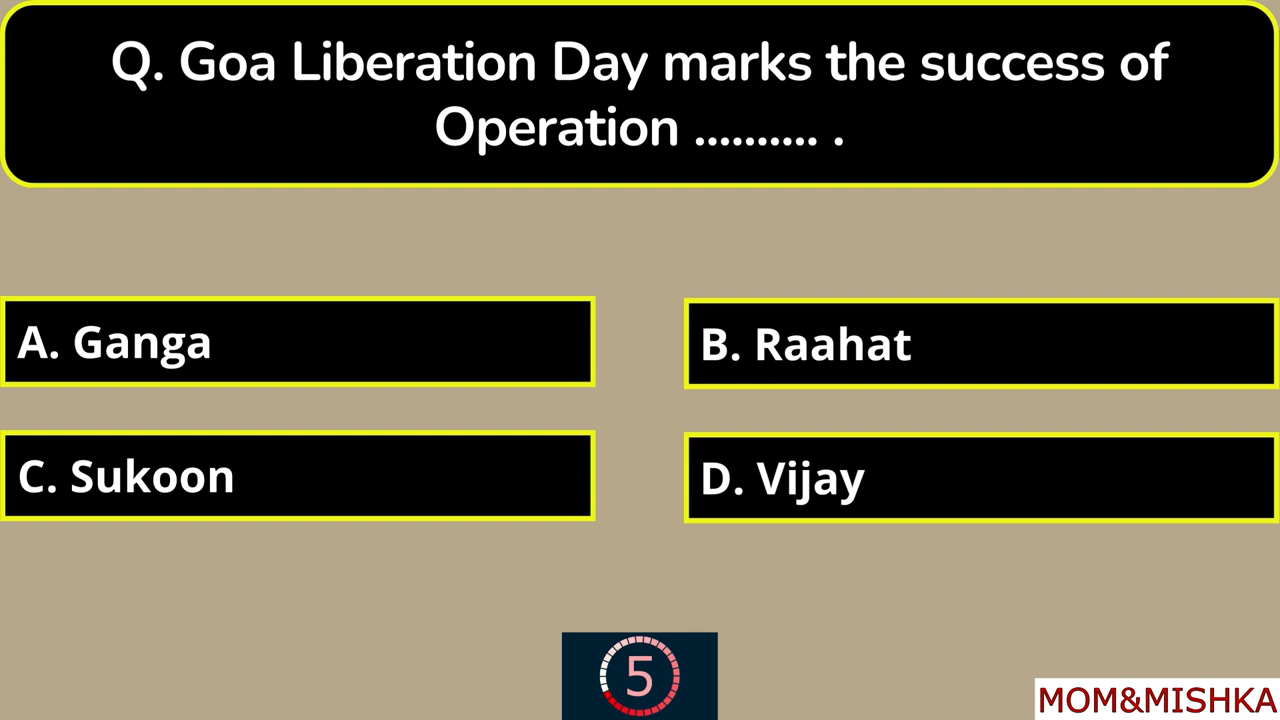 Q. Goa Liberation Day marks the success of
Operation .......... .
A. Ganga
B. Raahat
C. Sukoon
D. Vijay
5
MOM&MISHKA